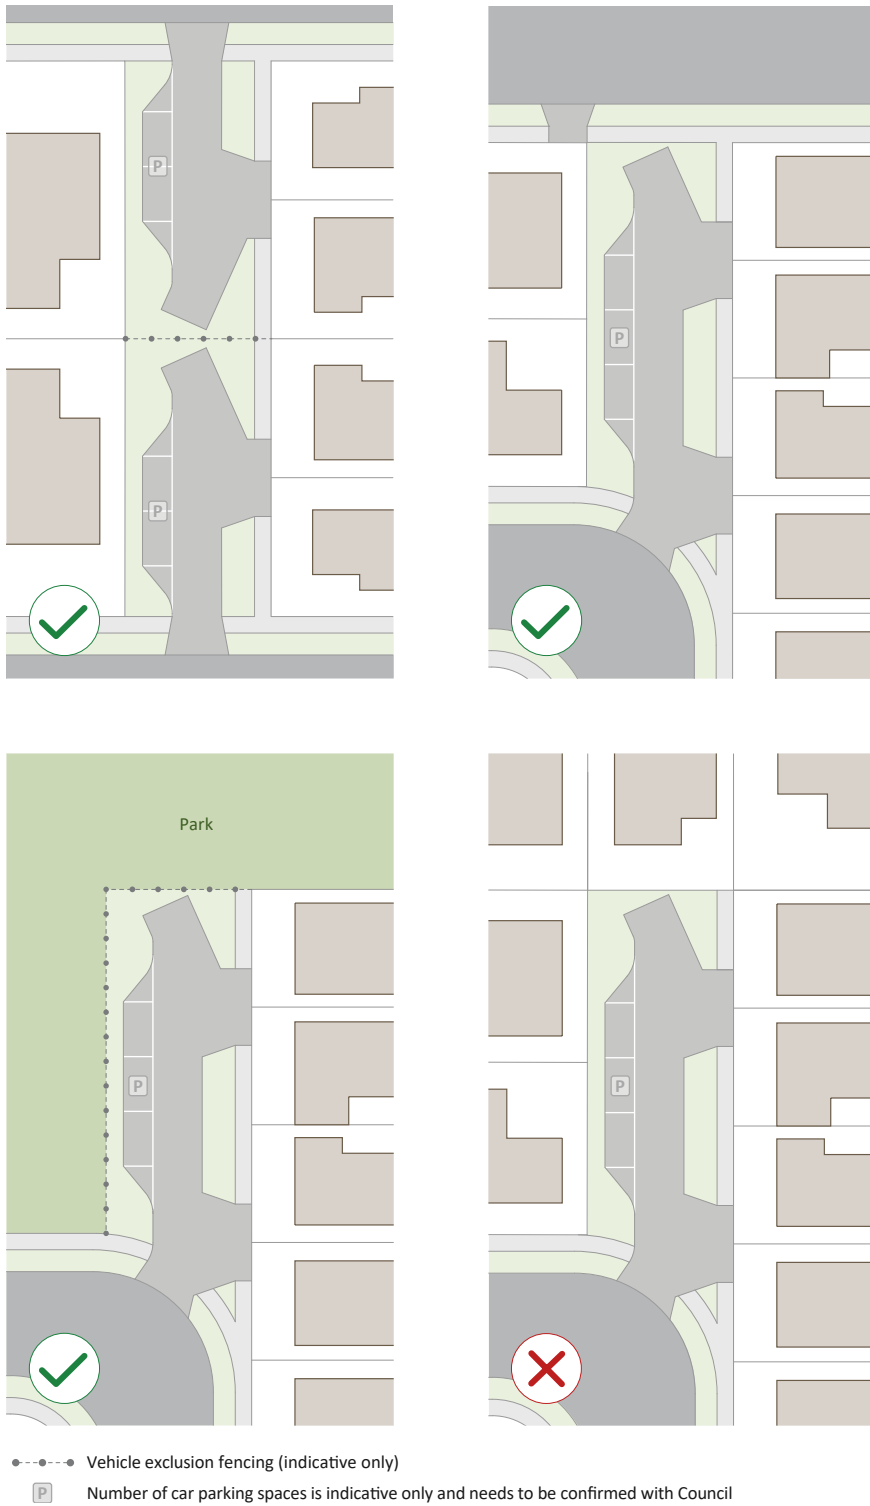 P
P
P
Park
P
P
Vehicle exclusion fencing (indicative only)
P Number of car parking spaces is indicative only and needs to be confirmed with Council